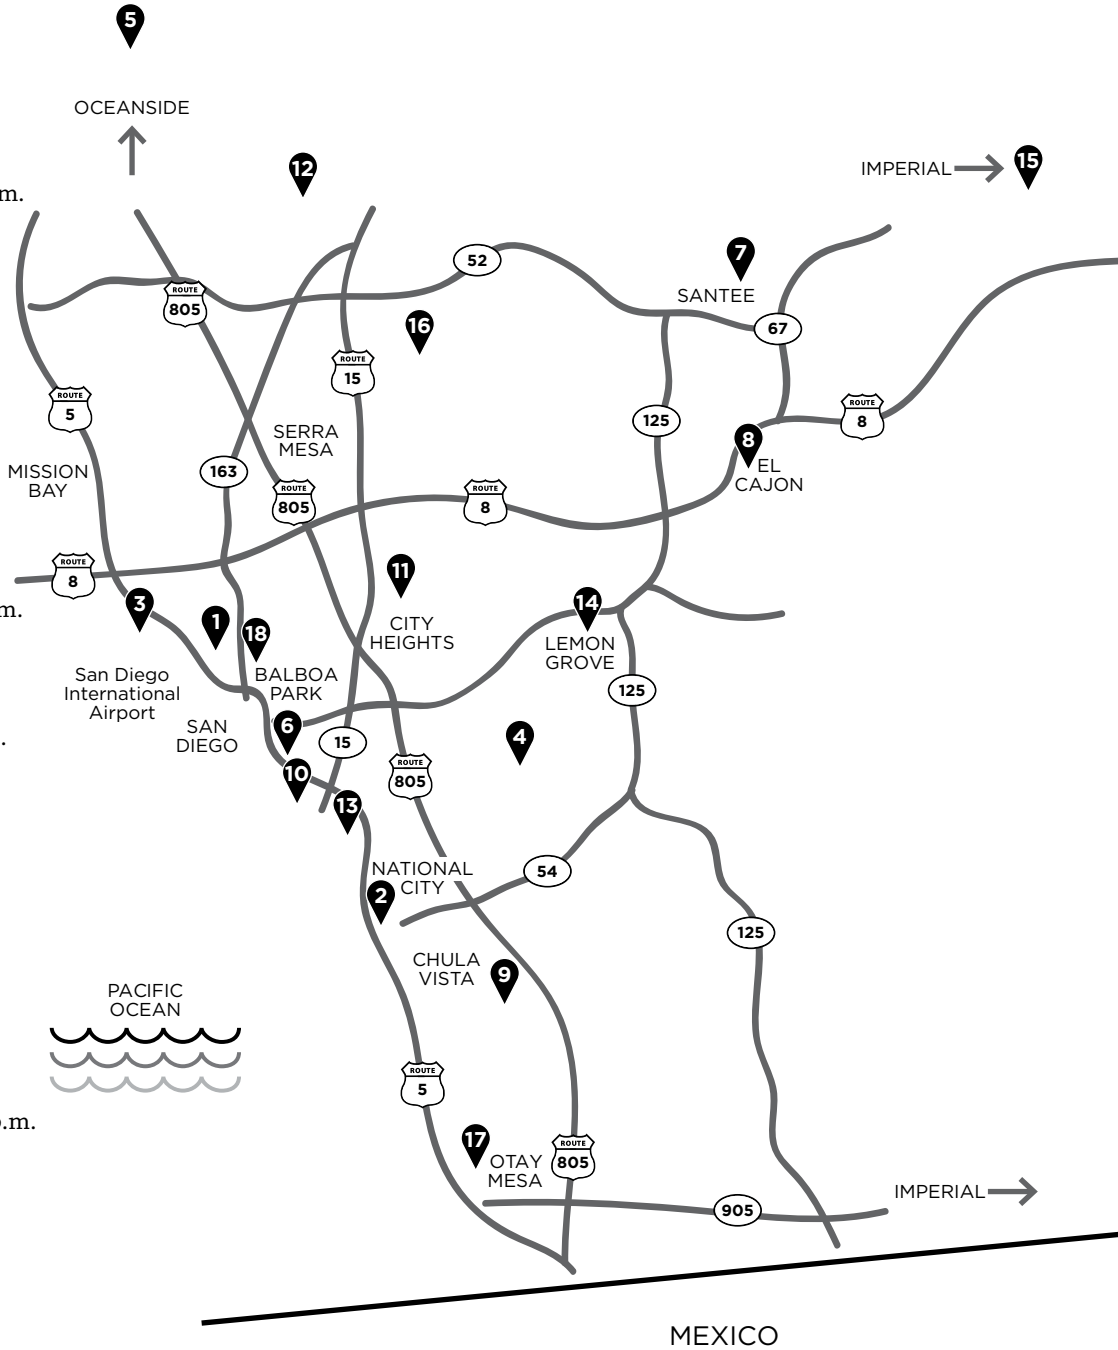 5
OCEANSIDE
12
IMPERIAL
15
m.
7
52
SANTEE
ROUTE
805
16
67
ROUTE
15
ROUTE
5
ROUTE
8
125
8
SERRA
MESA
EL
CAJON
MISSION
BAY
163
ROUTE
805
ROUTE
8
ROUTE
8
11
3
14
m.
1
18
CITY
HEIGHTS
LEMON
GROVE
San Diego
International
Airport
BALBOA
PARK
125
SAN
DIEGO
6
15
4
.
10
ROUTE
805
13
NATIONAL
CITY
54
2
125
CHULA
VISTA
9
PACIFIC
OCEAN
ROUTE
5
.m.
17
OTAY
MESA
ROUTE
805
IMPERIAL
905
MEXICO